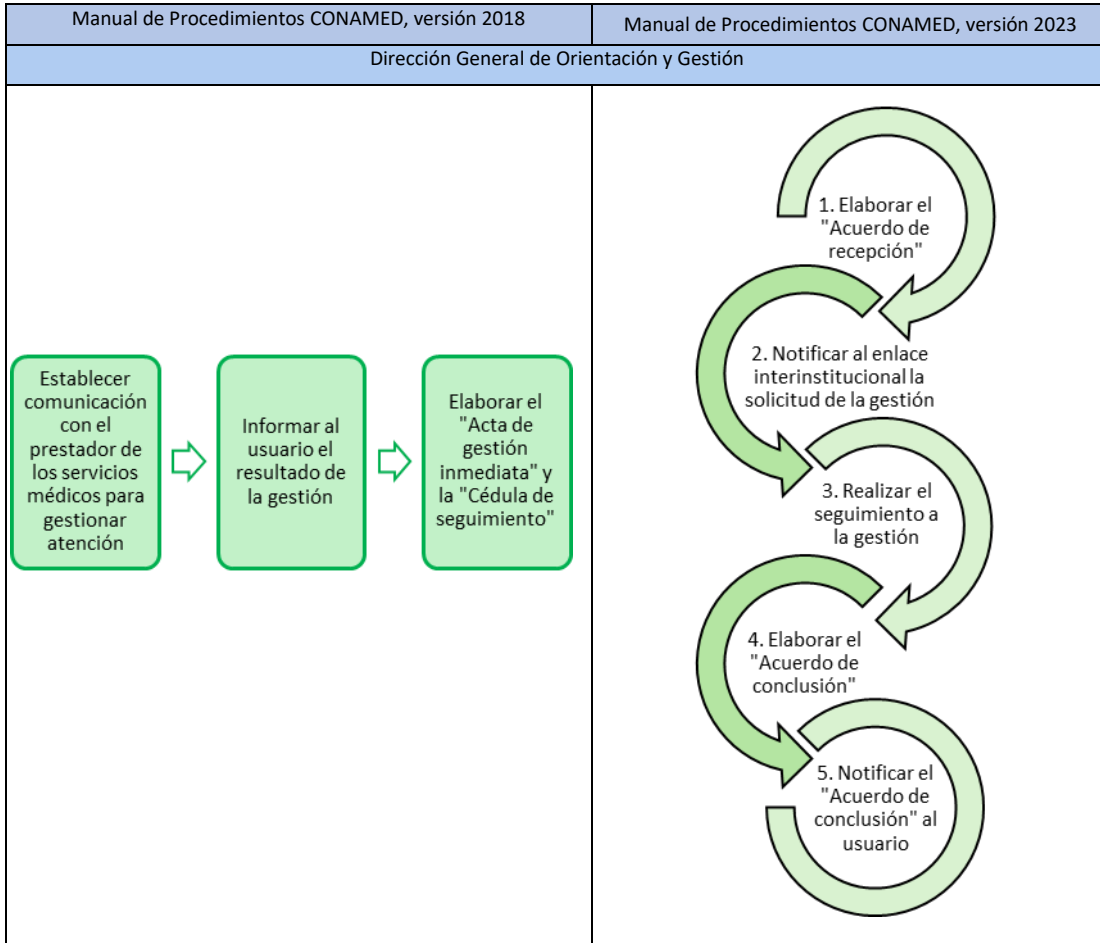 Manual de Procedimientos CONAMED, versión 2018
Manual de Procedimientos CONAMED, versión 2023
Dirección General de Orientación y Gestión
Establecer
comunicación
con el
prestador de
los servicios
médicos para
gestionar
atención
Informar al
usuario el
resultado de
la gestión
Elaborar el
"Acta de
gestión
inmediata" y
la "Cédula de
seguimiento"
1. Elaborar el
"Acuerdo de
recepción"
2. Notificar al enlace
interinstitucional la
solicitud de la gestión
3. Realizar el
seguimiento a
la gestión
4. Elaborar el
"Acuerdo de
conclusión"
5. Notificar el
"Acuerdo de
conclusión" al
usuario